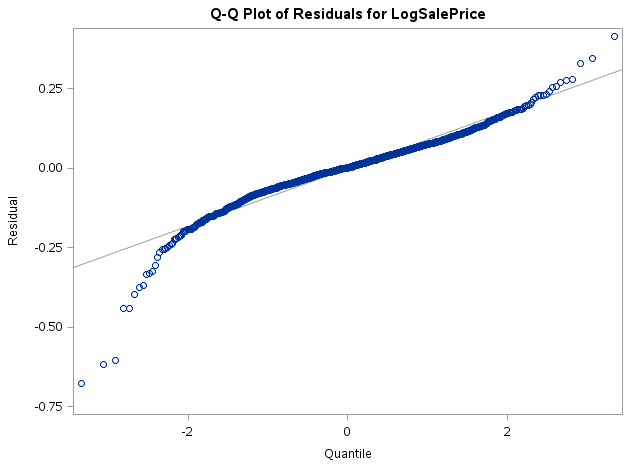 Q-Q Plot of Residuals for LogSalePrice
0.25
0.00
-0.25
-0.50
-0.75
Residual
-2 0 2
Quantile